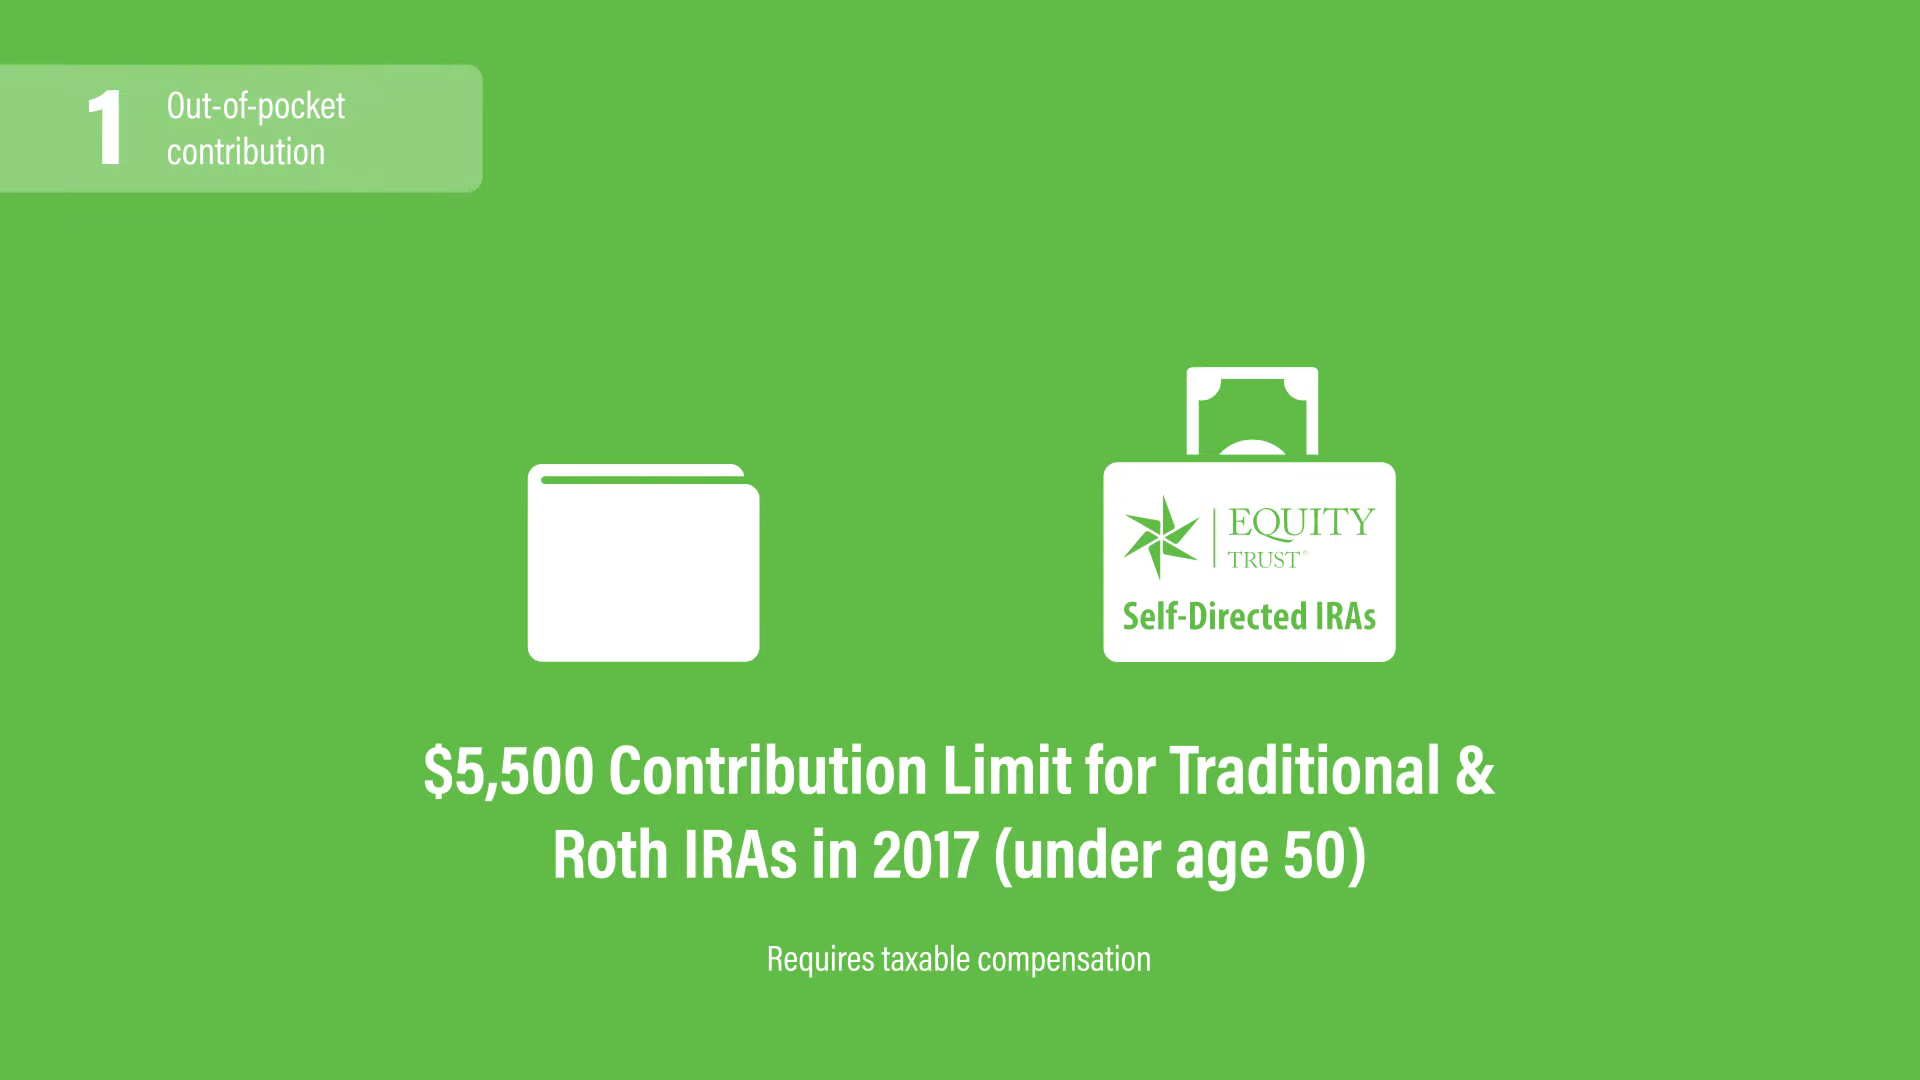 1
Out-of-pocket
contribution
EQUITY
TRUST®
Self-Directed IRAs
$5,500 Contribution Limit for Traditional &
Roth IRAs in 2017 (under age 50)
Requires taxable compensation